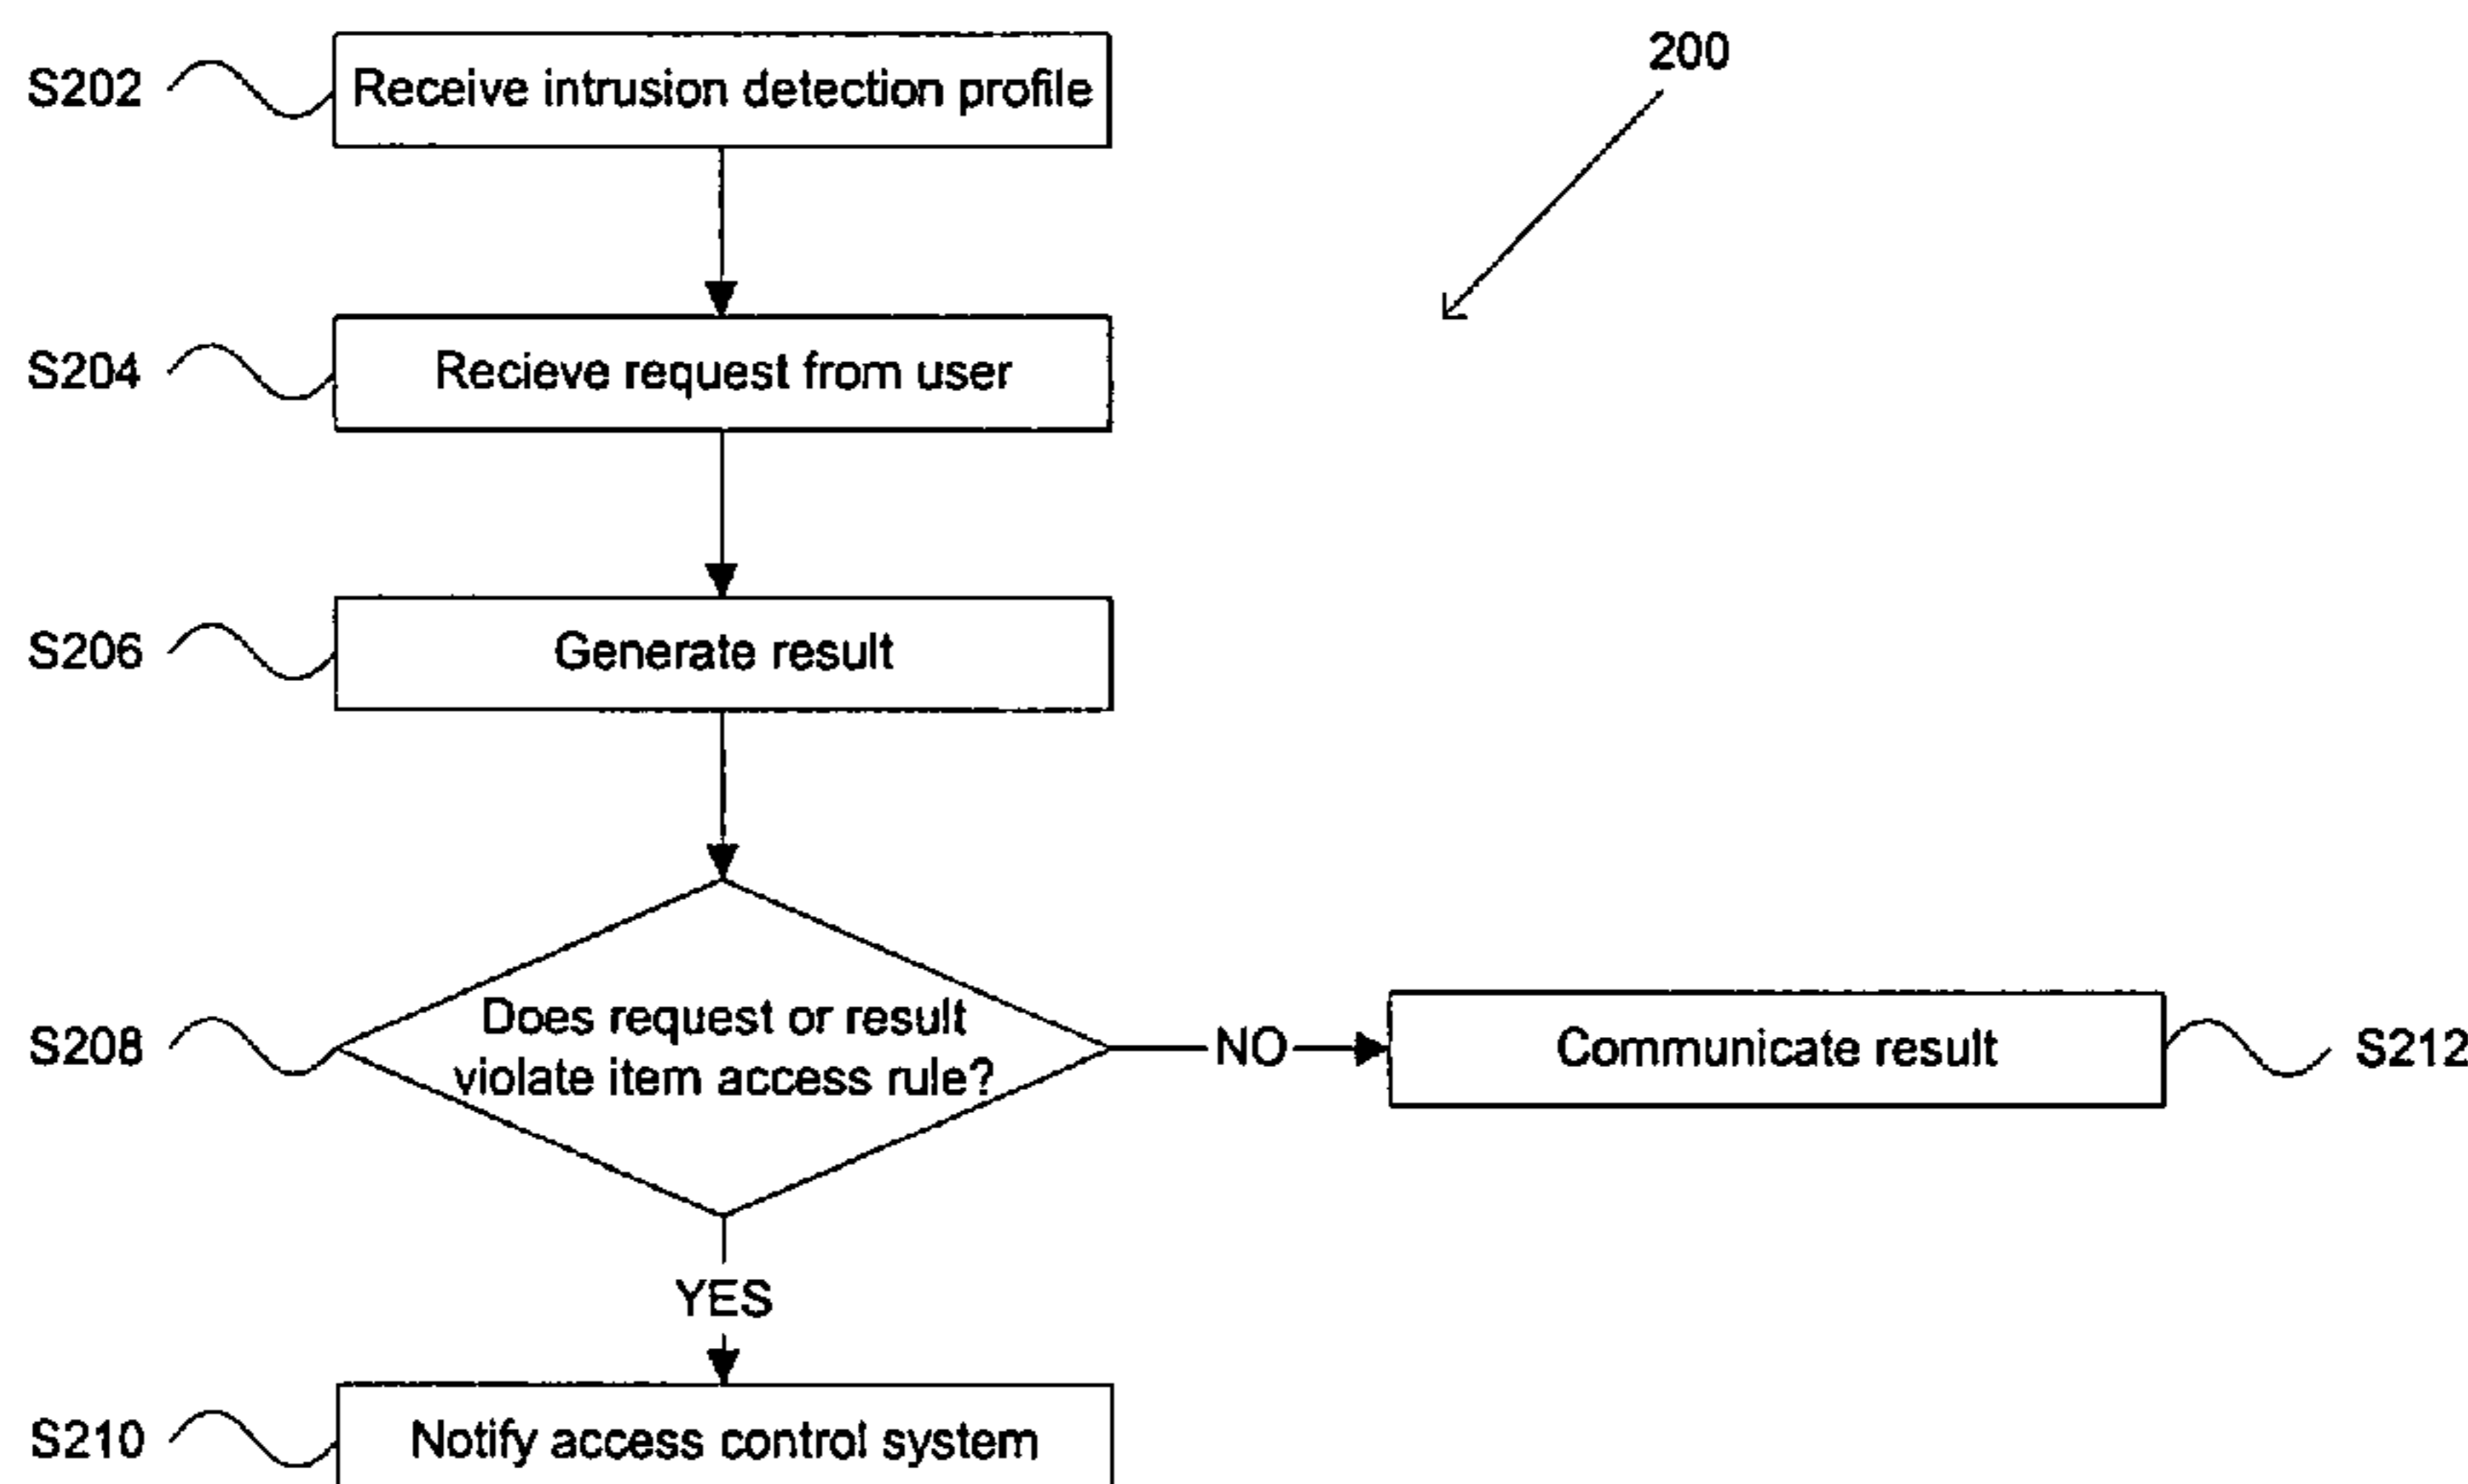 200
S202
Receive intrusion detection profile
S204
Recieve request from user
S206
Generate result
S208
Does request or result
violate item access rule?
NO
Communicate result
S212
YES
S210
Notify access control system